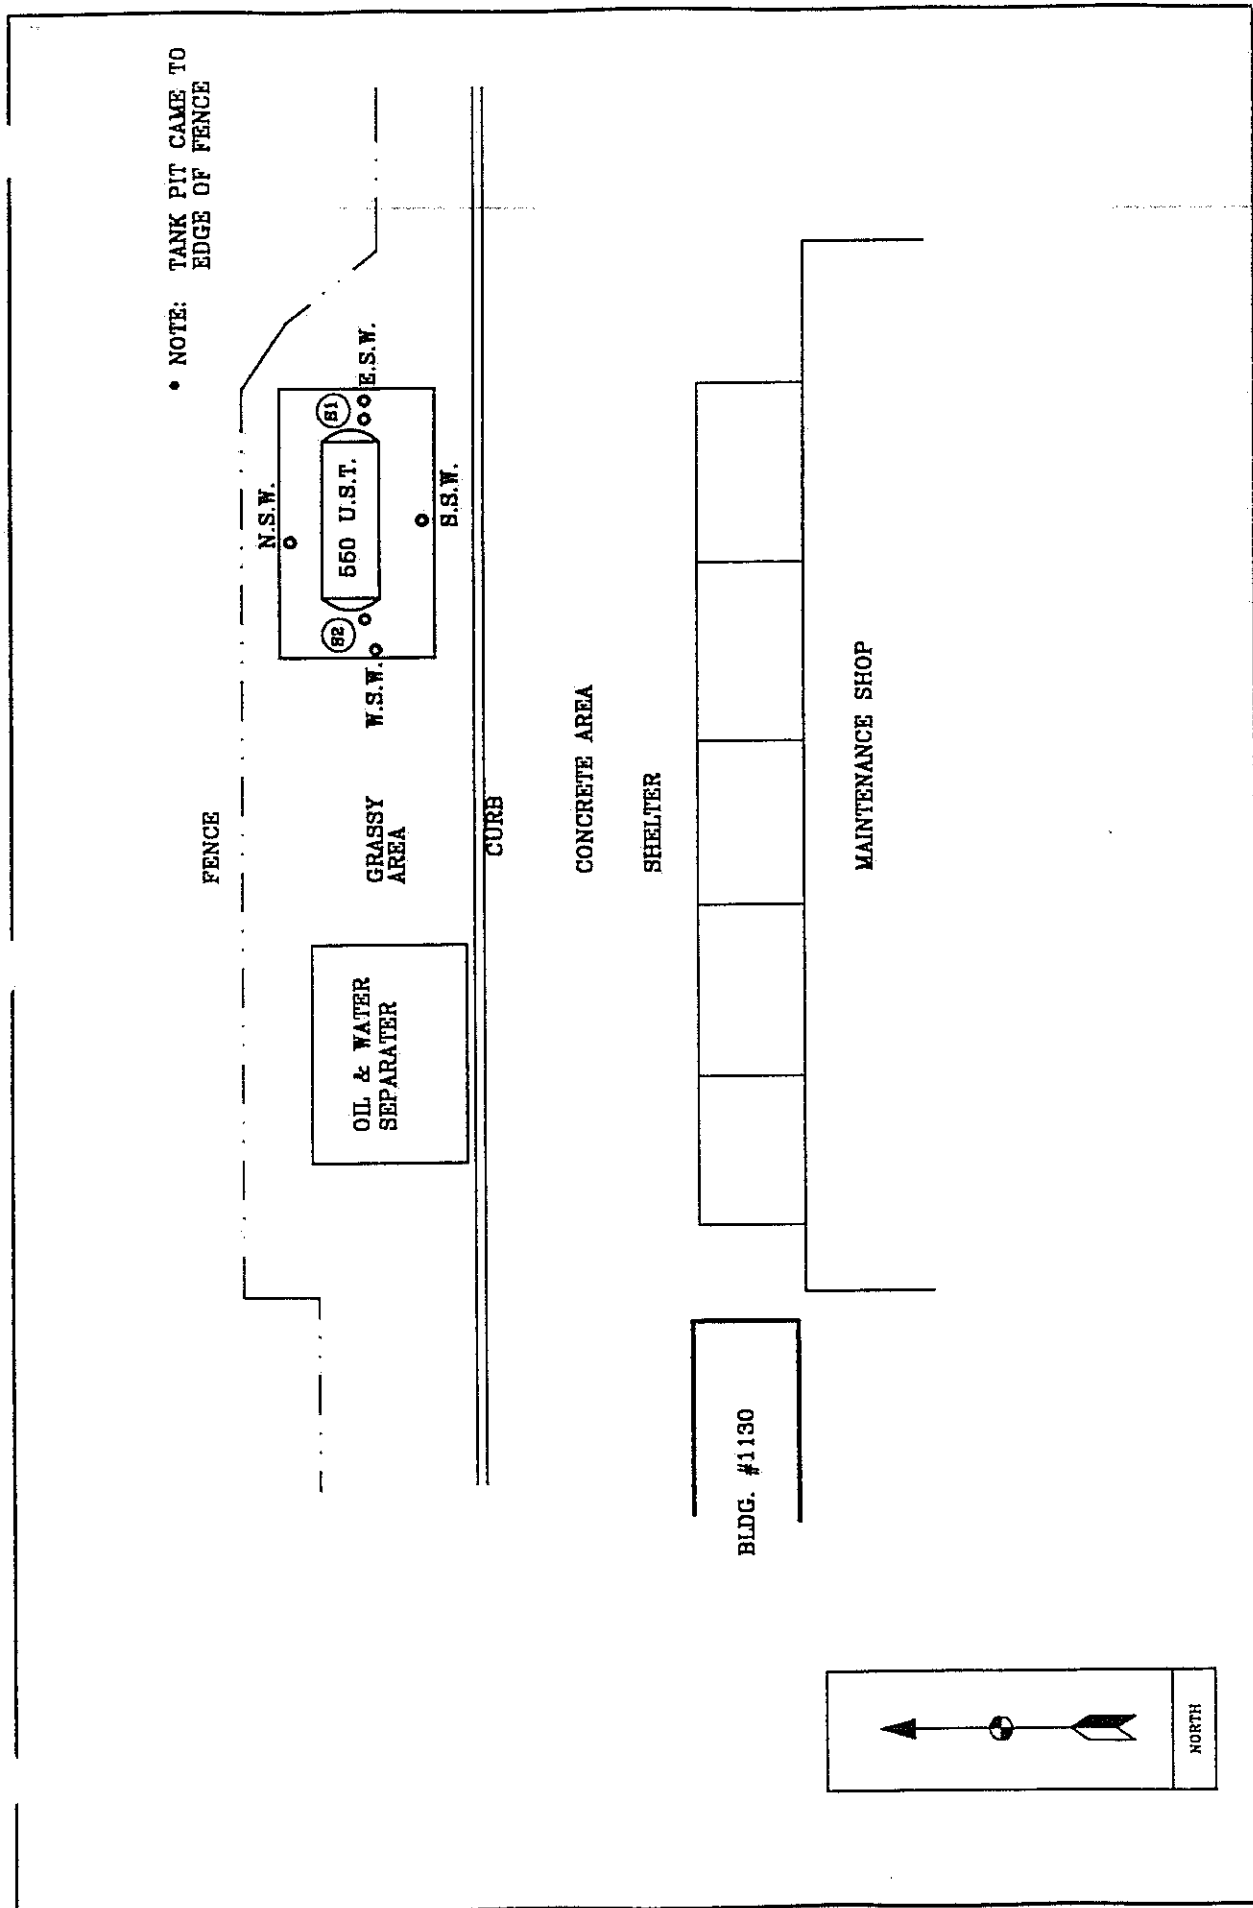 • NOTE: TANK PIT CAME TO
EDGE OF FENCE
FENCE
N.S.W.
S1
E.S.W.
550 U.S.T.
S2
W.S.W.
S.S.W.
GRASSY
AREA
OIL & WATER
SEPARATER
CURB
CONCRETE AREA
SHELTER
MAINTENANCE SHOP
BLDG. #1130
NORTH